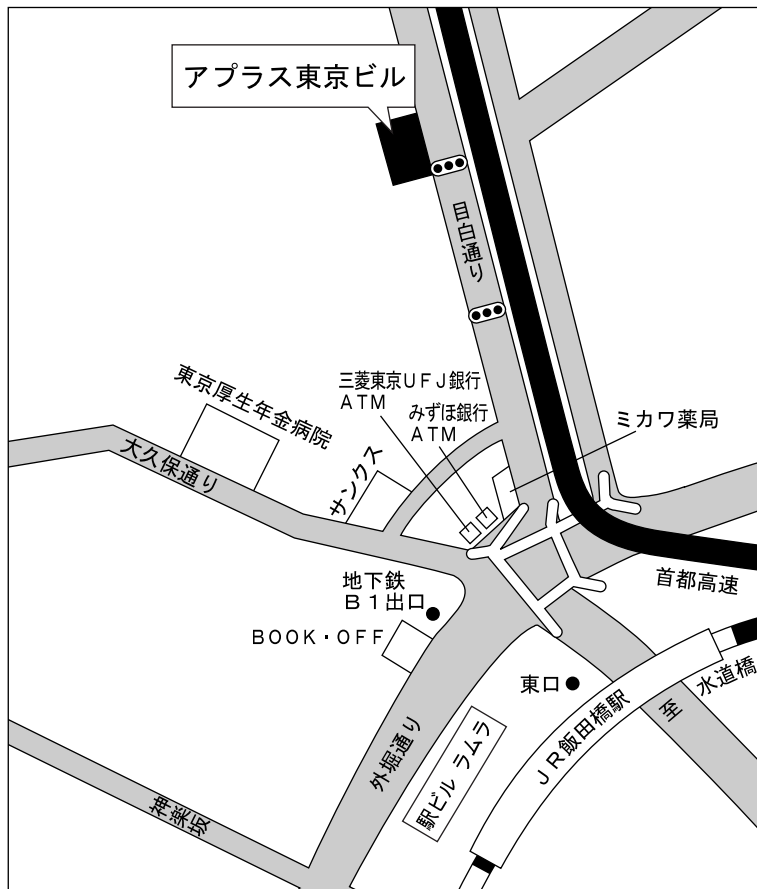 アプラス東京ビル
目白通り
三菱東京UFJ銀行
ATM
みずほ銀行
ATM
ミカワ薬局
東京厚生年金病院
大久保通り
サンクス
地下鉄
B1出口
BOOK・OFF
首都高速
東口
至 水道橋
JR飯田橋駅
駅ビル ラムラ
外堀通り
神楽坂